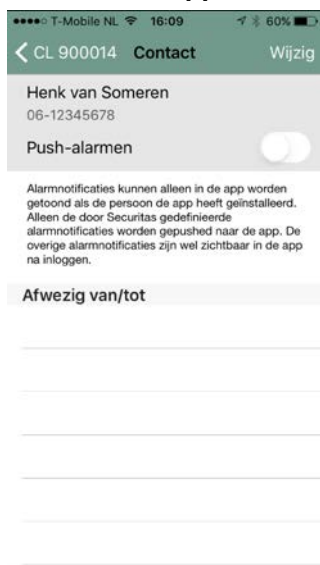 T-Mobile NL 16:09 60%
CL 900014 Contact Wijzig
Henk van Someren
06-12345678
Push-alarmen
Alarmnotificaties kunnen alleen in de app worden
getoond als de persoon de app heeft geïnstalleerd.
Alleen de door Securitas gedefinieerde
alarmnotificaties worden gepushed naar de app. De
overige alarmnotificaties zijn wel zichtbaar in de app
na inloggen.
Afwezig van/tot